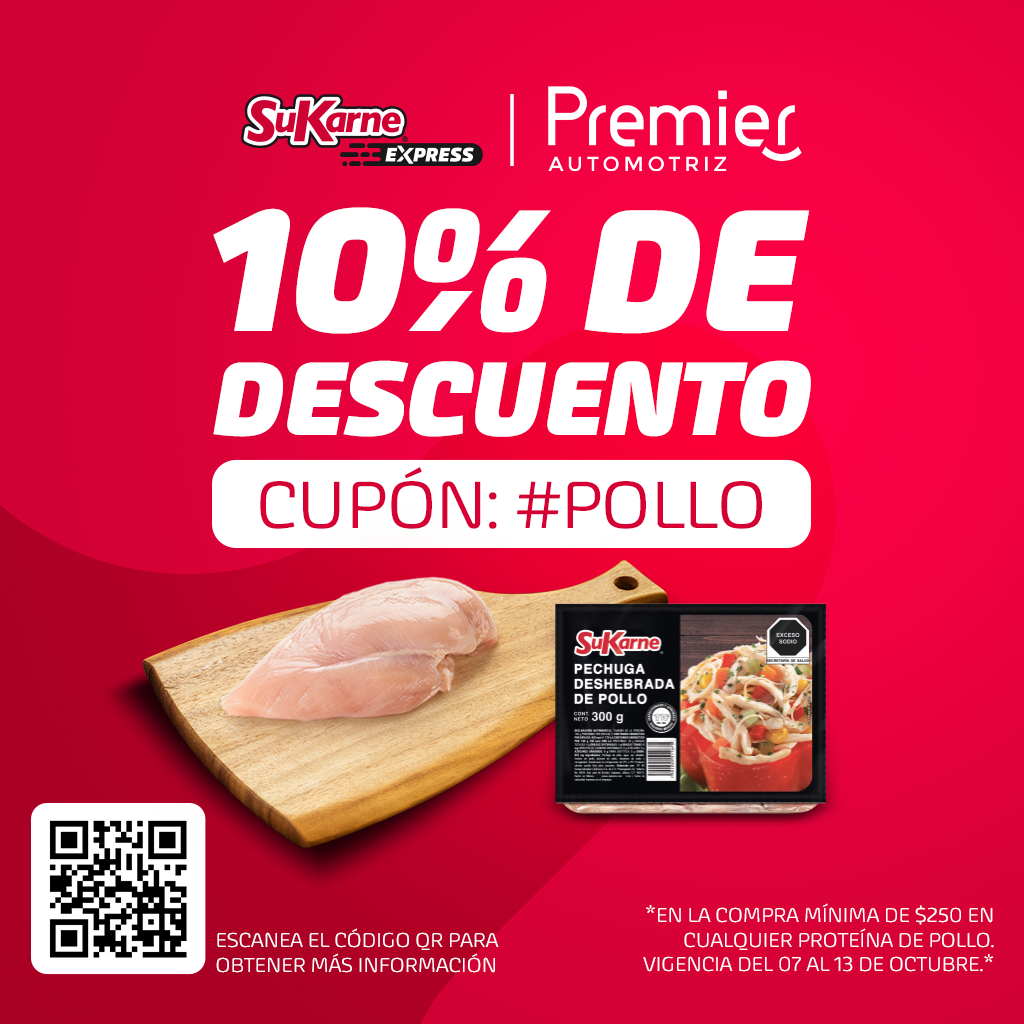 SuKarne
EXPRESS
Premier
AUTOMOTRIZ
10% DE
DESCUENTO
CUPÓN: #POLLO
SuKarne
PECHUGA
DESHEBRADA
DE POLLO
CONT.
NETO 300 g
EXCESO
SODIO
SECRETARÍA DE SALUD
ESCANEA EL CÓDIGO QR PARA
OBTENER MÁS INFORMACIÓN
*EN LA COMPRA MÍNIMA DE $250 EN
CUALQUIER PROTEÍNA DE POLLO.
VIGENCIA DEL 07 AL 13 DE OCTUBRE.*